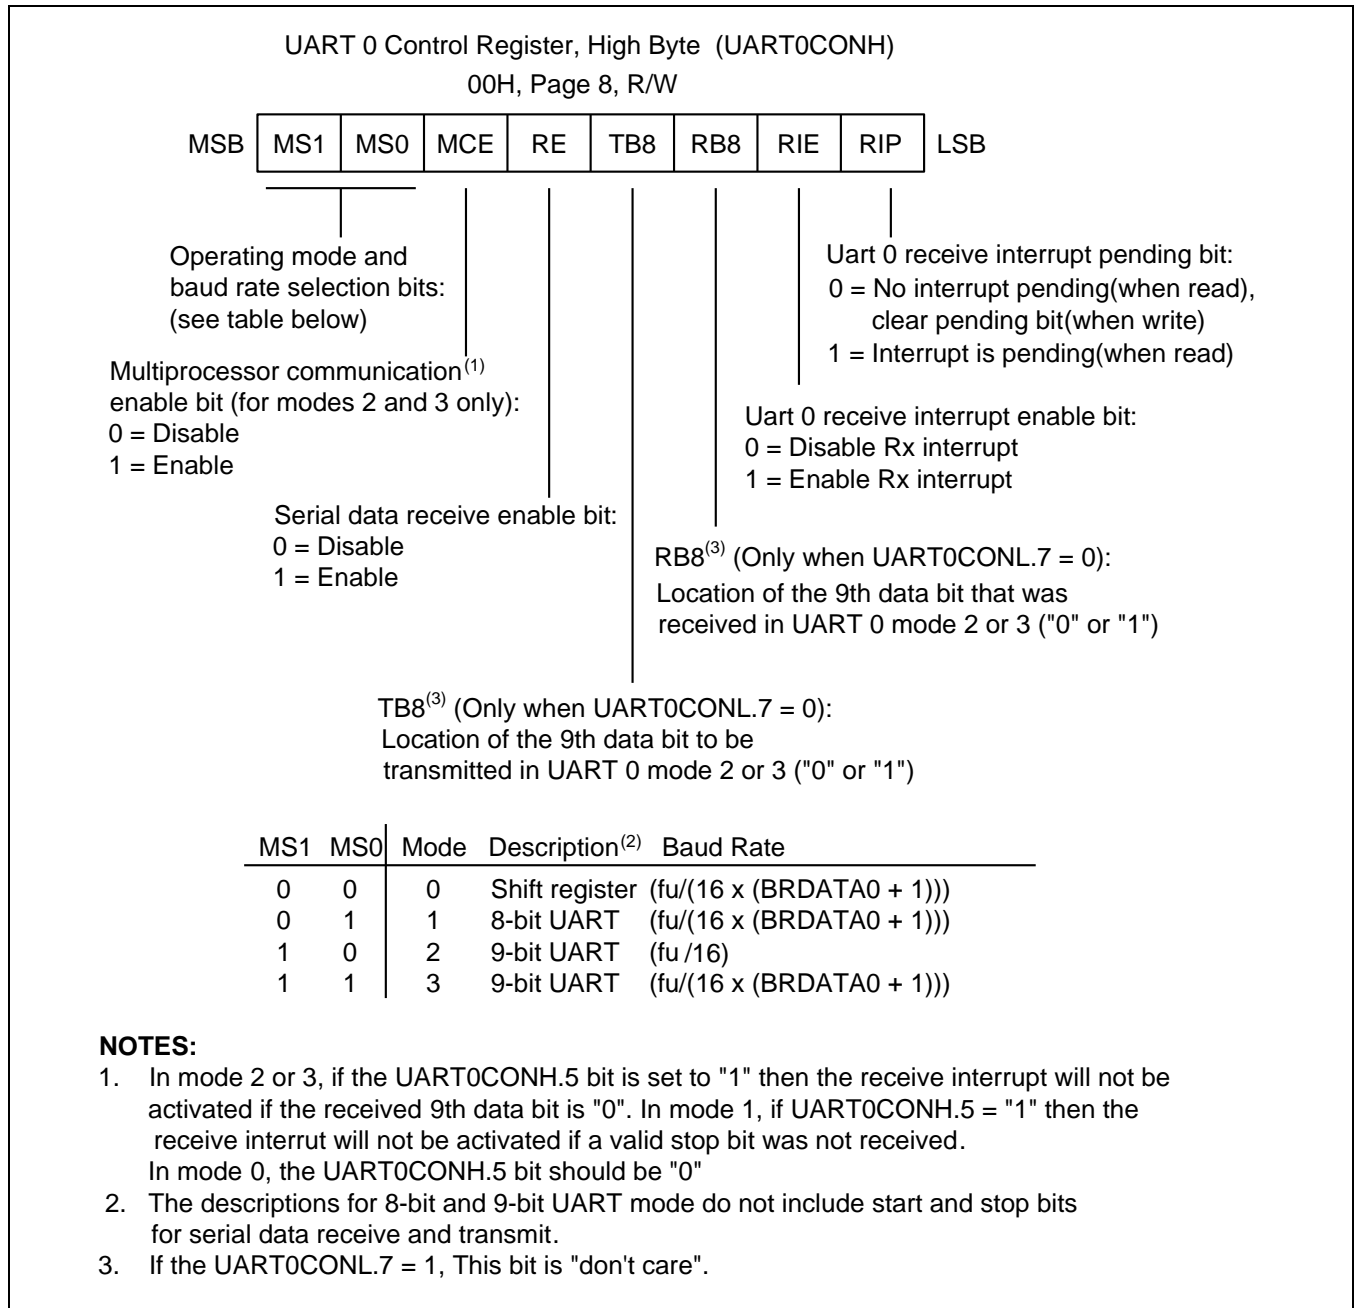 UART 0 Control Register, High Byte (UART0CONH)
00H, Page 8, R/W
MSB MS1 MS0 MCE RE TB8 RB8 RIE RIP LSB
Operating mode and
baud rate selection bits:
(see table below)
Uart 0 receive interrupt pending bit:
0 = No interrupt pending(when read),
clear pending bit(when write)
1 = Interrupt is pending(when read)
Multiprocessor communication(1)
enable bit (for modes 2 and 3 only):
0 = Disable
1 = Enable
Uart 0 receive interrupt enable bit:
0 = Disable Rx interrupt
1 = Enable Rx interrupt
Serial data receive enable bit:
0 = Disable
1 = Enable
RB8(3) (Only when UART0CONL.7 = 0):
Location of the 9th data bit that was
received in UART 0 mode 2 or 3 ("0" or "1")
TB8(3) (Only when UART0CONL.7 = 0):
Location of the 9th data bit to be
transmitted in UART 0 mode 2 or 3 ("0" or "1")
MS1 MS0 Mode Description(2) Baud Rate
0 0 0 Shift register (fu/(16 x (BRDATA0 + 1)))
0 1 1 8-bit UART (fu/(16 x (BRDATA0 + 1)))
1 0 2 9-bit UART (fu /16)
1 1 3 9-bit UART (fu/(16 x (BRDATA0 + 1)))
NOTES:
1. In mode 2 or 3, if the UART0CONH.5 bit is set to "1" then the receive interrupt will not be
activated if the received 9th data bit is "0". In mode 1, if UART0CONH.5 = "1" then the
receive interrut will not be activated if a valid stop bit was not received.
In mode 0, the UART0CONH.5 bit should be "0"
2. The descriptions for 8-bit and 9-bit UART mode do not include start and stop bits
for serial data receive and transmit.
3. If the UART0CONL.7 = 1, This bit is "don't care".